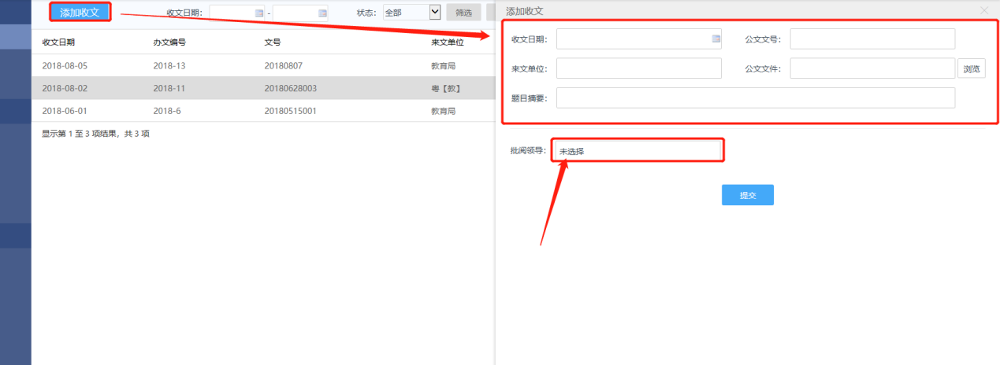 添加收文 收文日期： - 状态： 全部 筛选
收文日期 办文编号 文号 来文单位
2018-08-05 2018-13 20180807 教育局
2018-08-02 2018-11 20180628003 粤【教】
2018-06-01 2018-6 20180515001 教育局
显示第 1 至 3 项结果，共 3 项
添加收文
收文日期： 公文文号：
来文单位： 公文文件： 浏览
题目摘要：
批阅领导： 未选择
提交